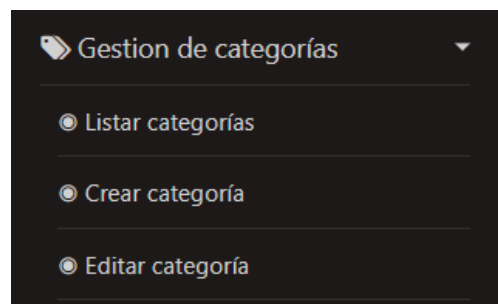 Gestion de categorías
Listar categorías
Crear categoría
Editar categoría